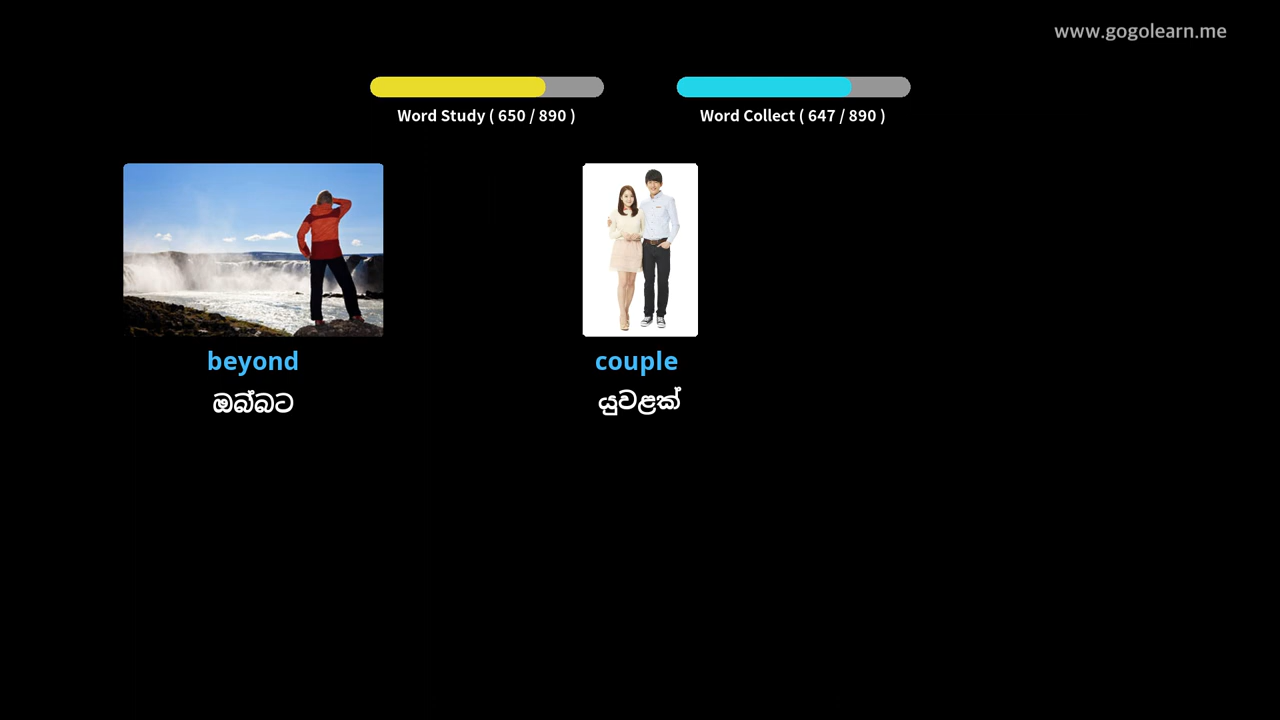 www.gogolearn.me
Word Study ( 650 / 890 )
Word Collect ( 647 / 890 )
beyond
couple
ඔබ්බට
යුවළක්